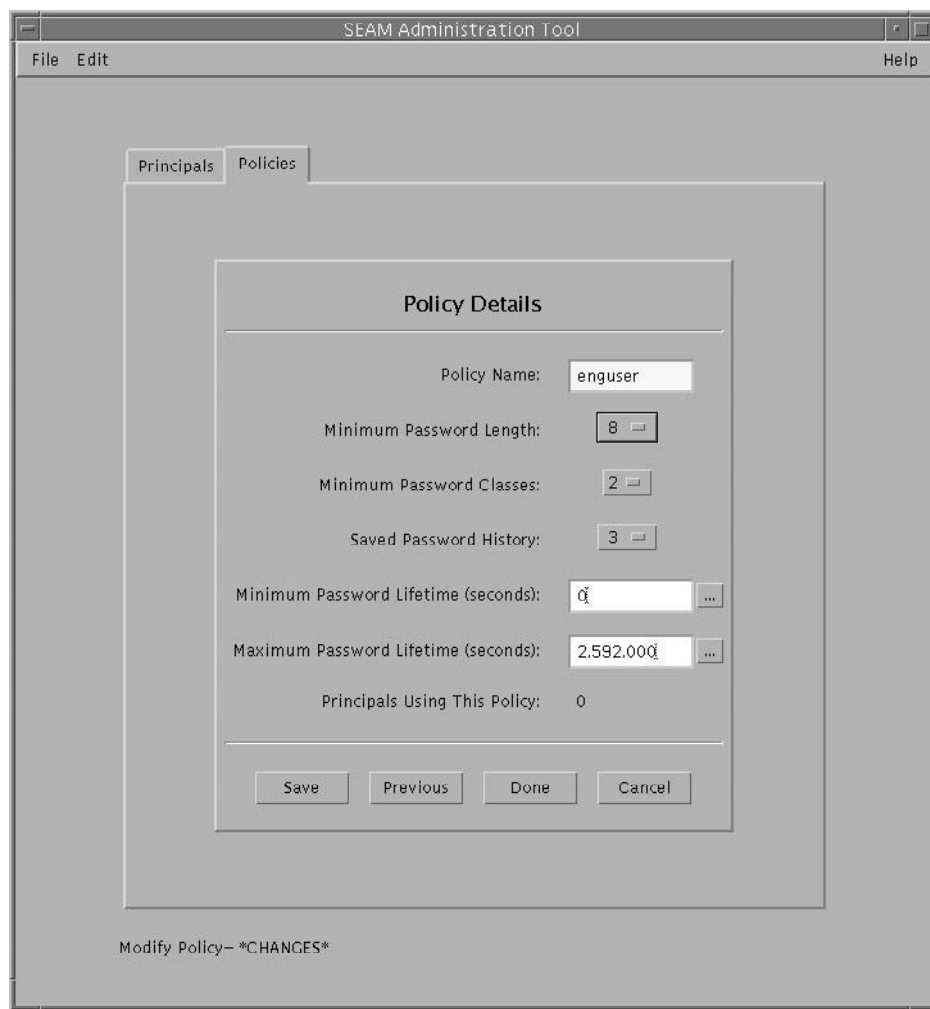 SEAM Administration Tool
File Edit Help
Principals Policies
Policy Details
Policy Name: enguser
Minimum Password Length: 8
Minimum Password Classes: 2
Saved Password History: 3
Minimum Password Lifetime (seconds): 0 ...
Maximum Password Lifetime (seconds): 2,592,000 ...
Principals Using This Policy: 0
Save Previous Done Cancel
Modify Policy– *CHANGES*